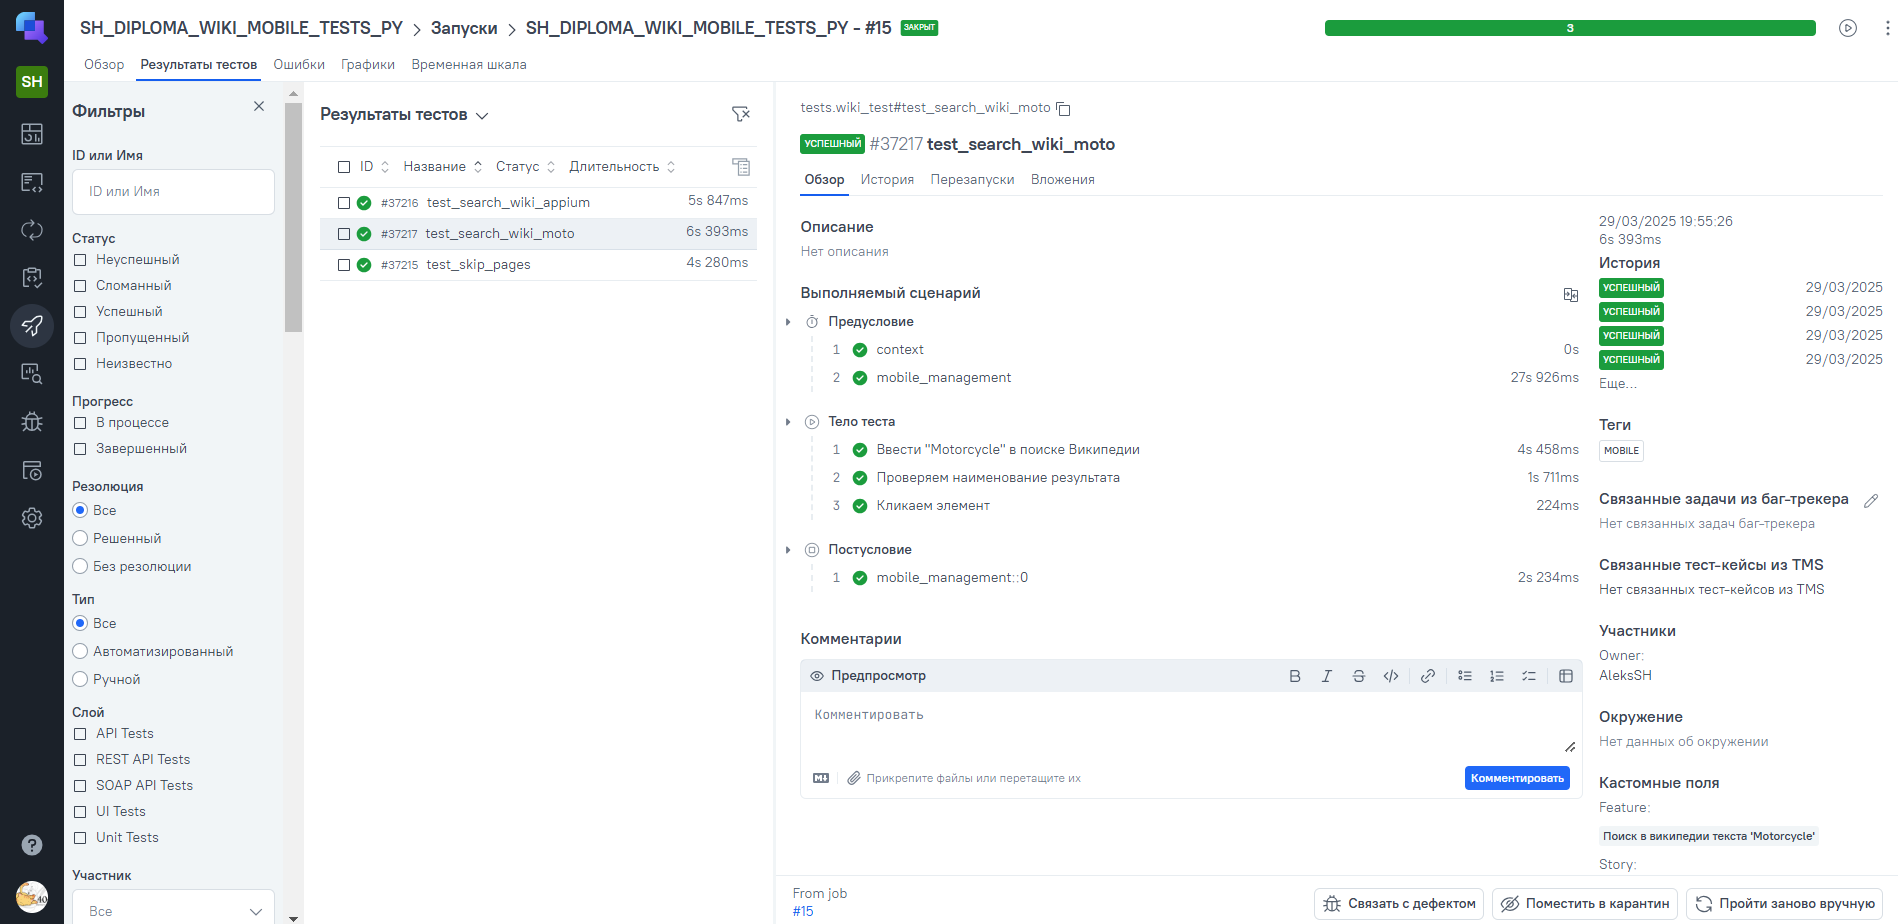 SH_DIPLOMA_WIKI_MOBILE_TESTS_PY > Запуски > SH_DIPLOMA_WIKI_MOBILE_TESTS_PY - #15 ЗАКРЫТ
3
Обзор Результаты тестов Ошибки Графики Временная шкала
SH
Фильтры
ID или Имя
ID или Имя
Статус
Неуспешный
Сломанный
Успешный
Пропущенный
Неизвестно
Прогресс
В процессе
Завершенный
Резолюция
Все
Решенный
Без резолюции
Тип
Все
Автоматизированный
Ручной
Слой
API Tests
REST API Tests
SOAP API Tests
UI Tests
Unit Tests
Участник
Все
Результаты тестов
ID Название Статус Длительность
#37216 test_search_wiki_appium 5s 847ms
#37217 test_search_wiki_moto 6s 393ms
#37215 test_skip_pages 4s 280ms
tests.wiki_test#test_search_wiki_moto
УСПЕШНЫЙ #37217 test_search_wiki_moto
Обзор История Перезапуски Вложения
Описание
Нет описания
Выполняемый сценарий
Предусловие
1 context 0s
2 mobile_management 27s 926ms
Тело теста
1 Ввести "Motorcycle" в поиске Википедии 4s 458ms
2 Проверяем наименование результата 1s 711ms
3 Кликаем элемент 224ms
Постусловие
1 mobile_management::0 2s 234ms
Комментарии
Предпросмотр
Комментировать
Прикрепите файлы или перетащите их
Комментировать
29/03/2025 19:55:26
6s 393ms
История
УСПЕШНЫЙ 29/03/2025
УСПЕШНЫЙ 29/03/2025
УСПЕШНЫЙ 29/03/2025
УСПЕШНЫЙ 29/03/2025
Еще...
Теги
MOBILE
Связанные задачи из баг-трекера
Нет связанных задач баг-трекера
Связанные тест-кейсы из TMS
Нет связанных тест-кейсов из TMS
Участники
Owner:
AleksSH
Окружение
Нет данных об окружении
Кастомные поля
Feature:
Поиск в википедии текста 'Motorcycle'
Story:
From job
#15
Связать с дефектом Поместить в карантин Пройти заново вручную